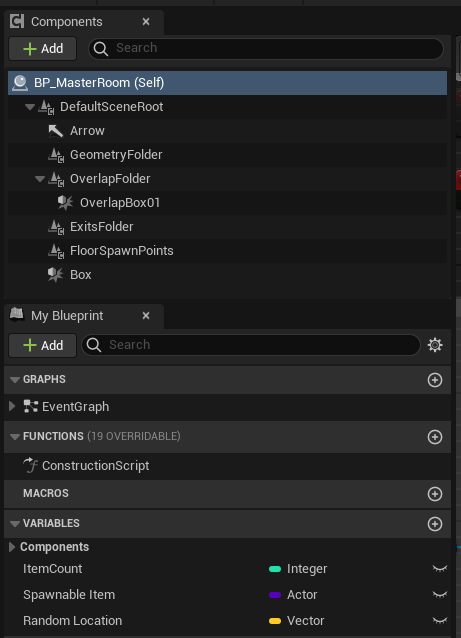 Components
Add
Search
BP_MasterRoom (Self)
DefaultSceneRoot
Arrow
GeometryFolder
OverlapFolder
OverlapBox01
ExitsFolder
FloorSpawnPoints
Box
My Blueprint
Add
Search
GRAPHS
EventGraph
FUNCTIONS (19 OVERRIDABLE)
ConstructionScript
MACROS
VARIABLES
Components
ItemCount Integer
Spawnable Item Actor
Random Location Vector